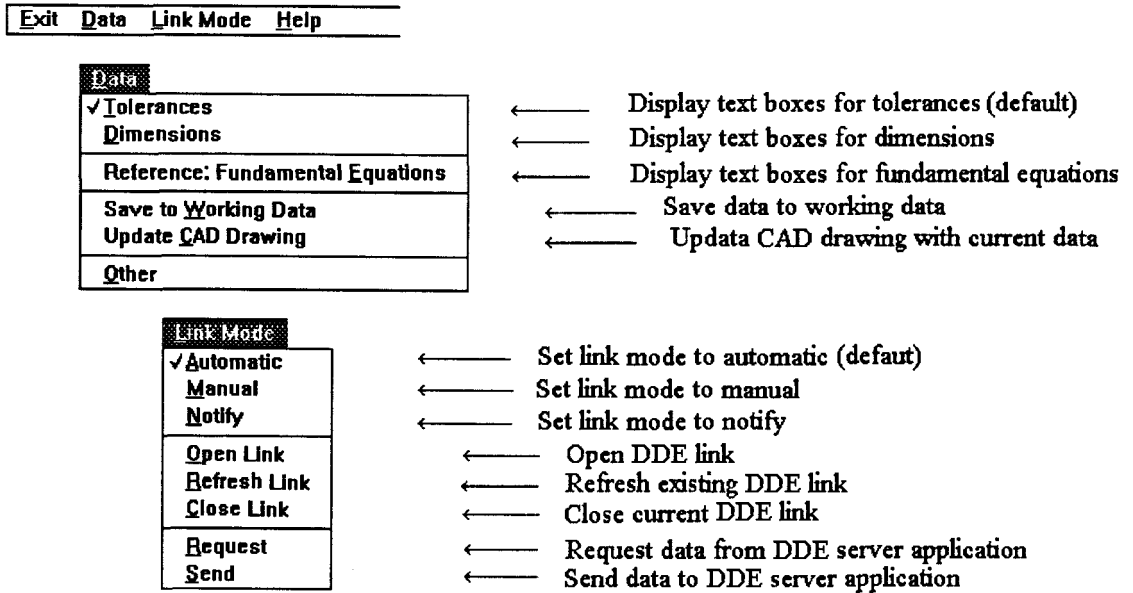 Exit Data Link Mode Help
Data
✓Tolerances ← Display text boxes for tolerances (default)
Dimensions ← Display text boxes for dimensions
Reference: Fundamental Equations ← Display text boxes for fundamental equations
Save to Working Data ← Save data to working data
Update CAD Drawing ← Updata CAD drawing with current data
Other
Link Mode
✓Automatic ← Set link mode to automatic (defaut)
Manual ← Set link mode to manual
Notify ← Set link mode to notify
Open Link ← Open DDE link
Refresh Link ← Refresh existing DDE link
Close Link ← Close current DDE link
Request ← Request data from DDE server application
Send ← Send data to DDE server application